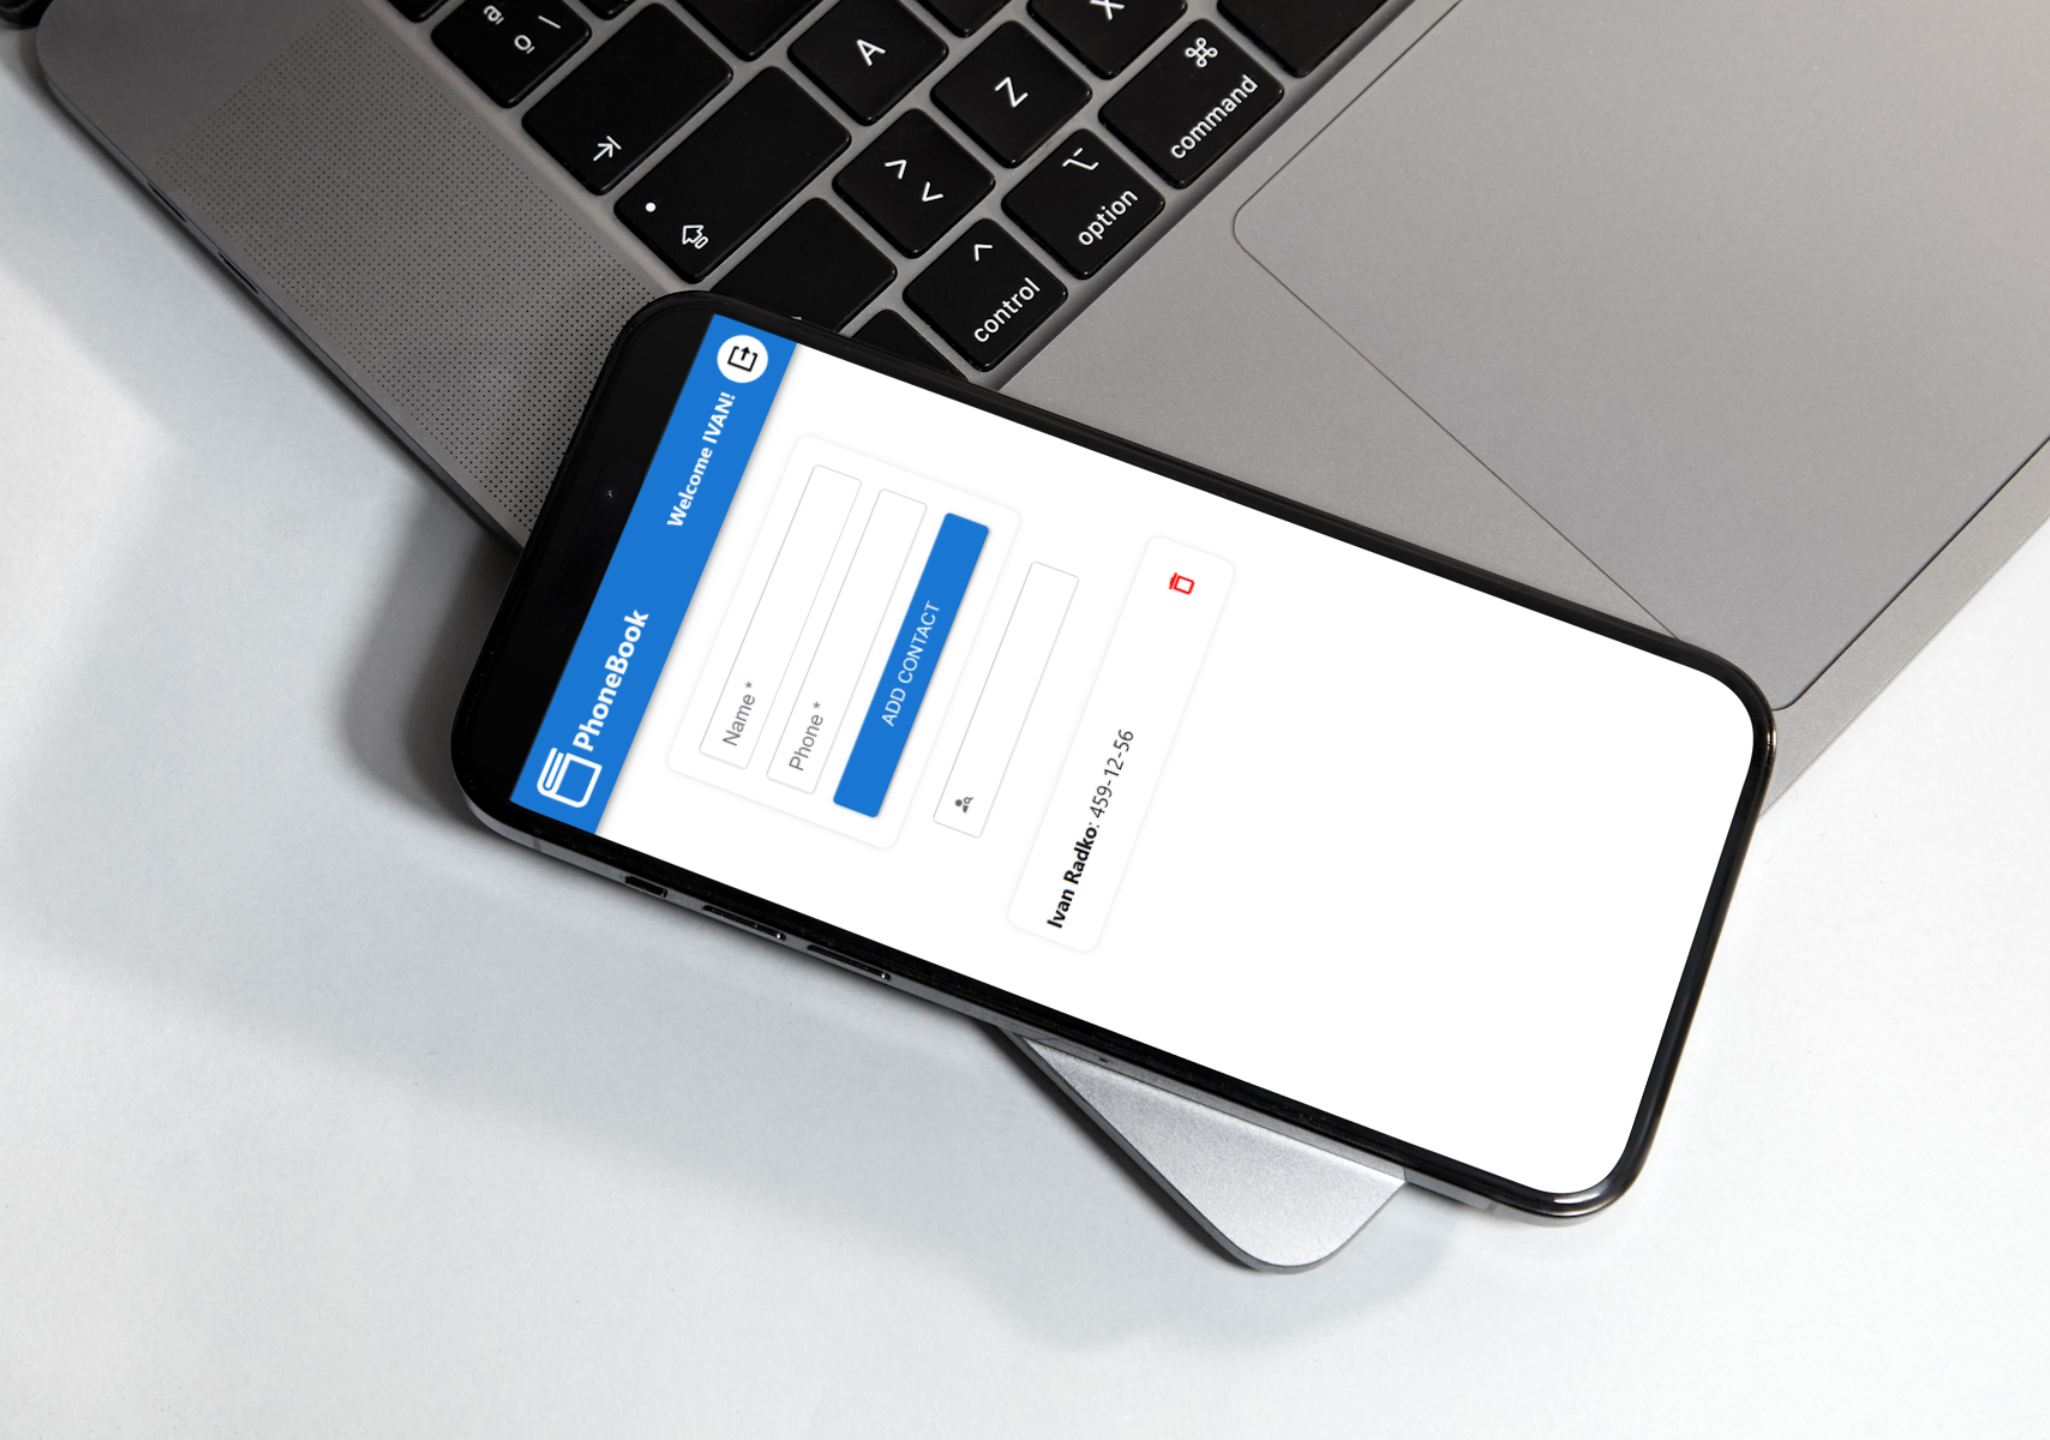 PhoneBook
Welcome IVAN!
Name *
Phone *
ADD CONTACT
Ivan Radko: 459-12-56
ª
º
\
A
Z
X
⌘
command
>
<
⌥
option
^
control